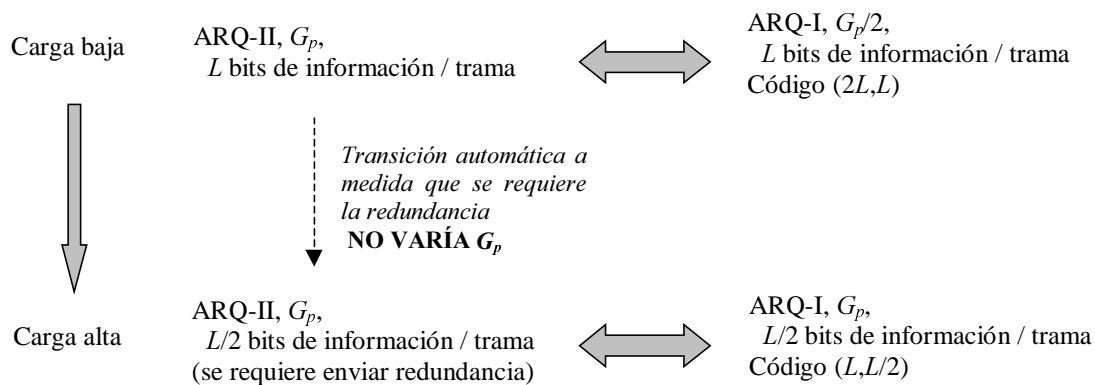 Carga baja
ARQ-II, Gp,
L bits de información / trama
ARQ-I, Gp/2,
L bits de información / trama
Código (2L,L)
Transición automática a
medida que se requiere
la redundancia
NO VARÍA Gp
Carga alta
ARQ-II, Gp,
L/2 bits de información / trama
(se requiere enviar redundancia)
ARQ-I, Gp,
L/2 bits de información / trama
Código (L,L/2)